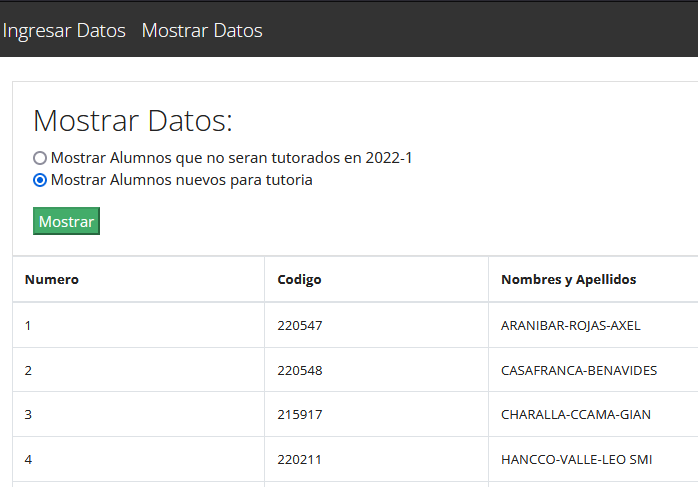 Ingresar Datos Mostrar Datos
Mostrar Datos:
Mostrar Alumnos que no seran tutorados en 2022-1
Mostrar Alumnos nuevos para tutoria
Mostrar
Numero Codigo Nombres y Apellidos
1 220547 ARANIBAR-ROJAS-AXEL
2 220548 CASAFRANCA-BENAVIDES
3 215917 CHARALLA-CCAMA-GIAN
4 220211 HANCCO-VALLE-LEO SMI